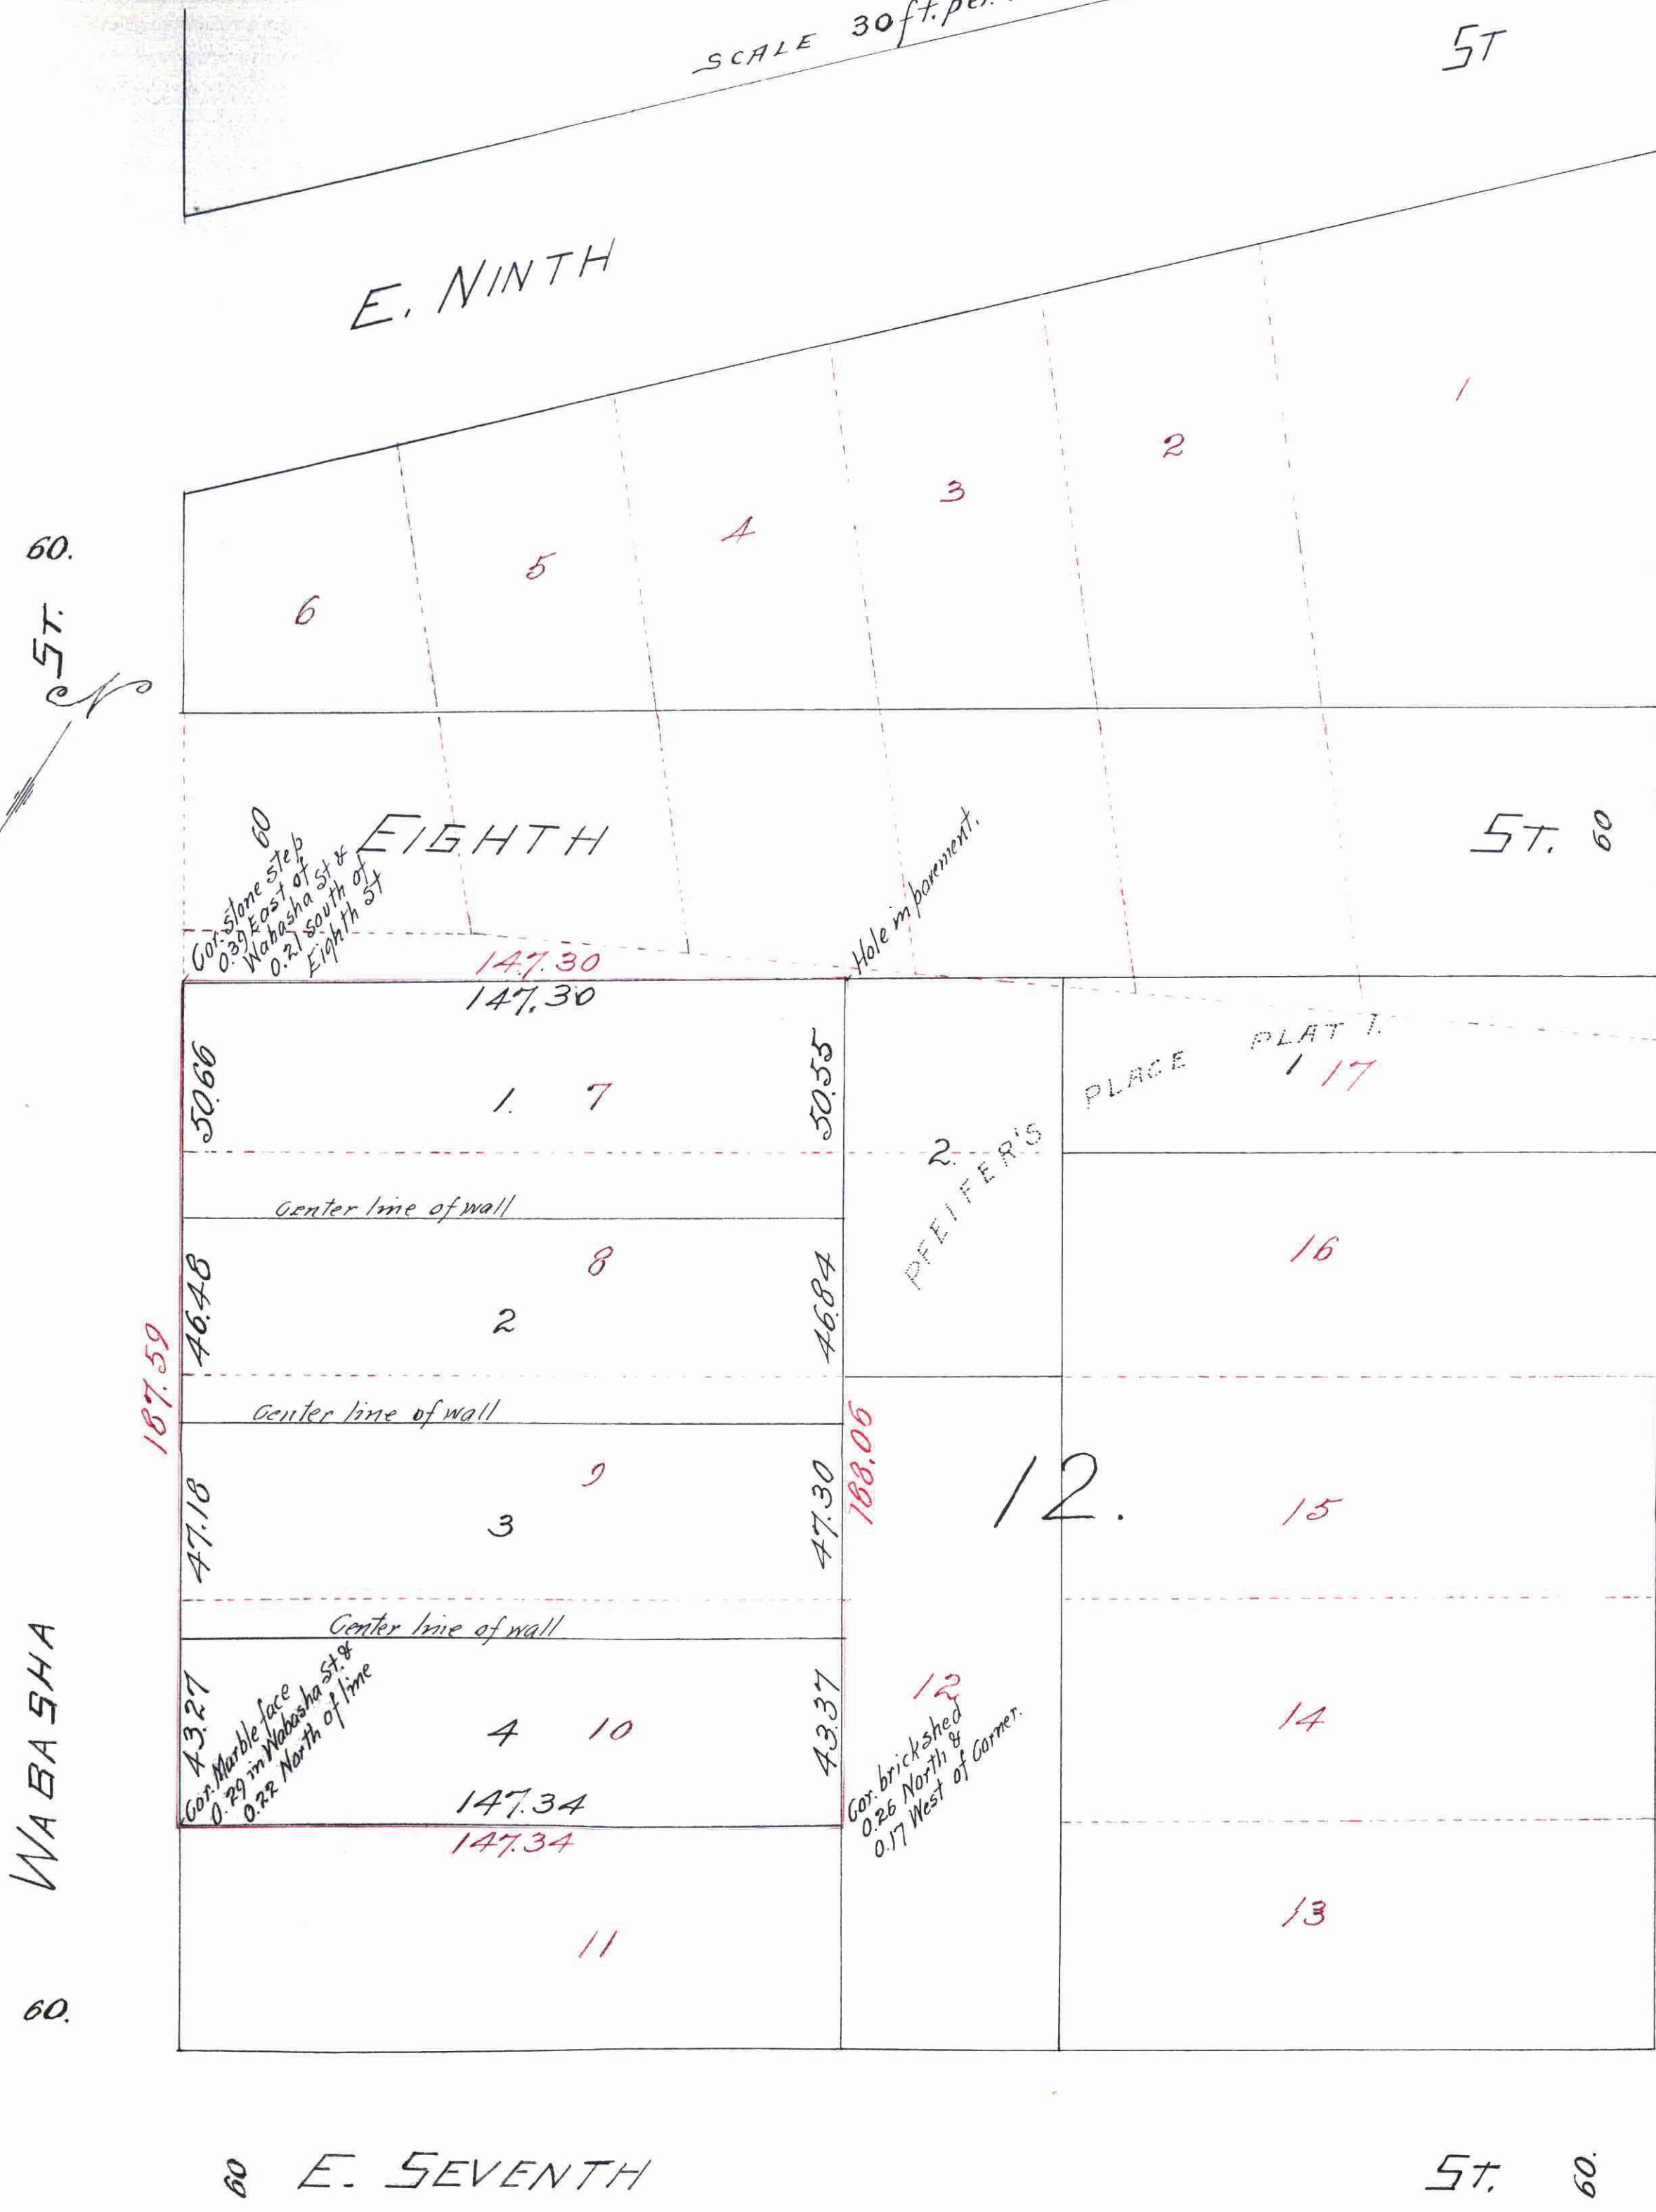 SCALE 30 ft. per.
ST
E. NINTH
1
2
3
4
5
6
60.
ST.
N
60
EIGHTH
ST. 60
Cor. stone step
0.39 East of
Wabasha St &
0.21 south of
Eighth St
Hole in pavement.
147.30
147.30
50.66
1. 7
50.55
2.
PFEIFER'S PLACE PLAT 1.
1 17
Center line of wall
46.48
8
2
46.84
16
187.59
Center line of wall
47.18
9
3
47.30
188.06
12.
15
Center line of wall
43.27
Cor. Marble face
0.29 in Wabasha St. &
0.22 North of line
4 10
43.37
12
Cor. brick shed
0.26 North &
0.17 West of Corner.
14
147.34
147.34
WABASHA
11
13
60.
60 E. SEVENTH ST. 60.